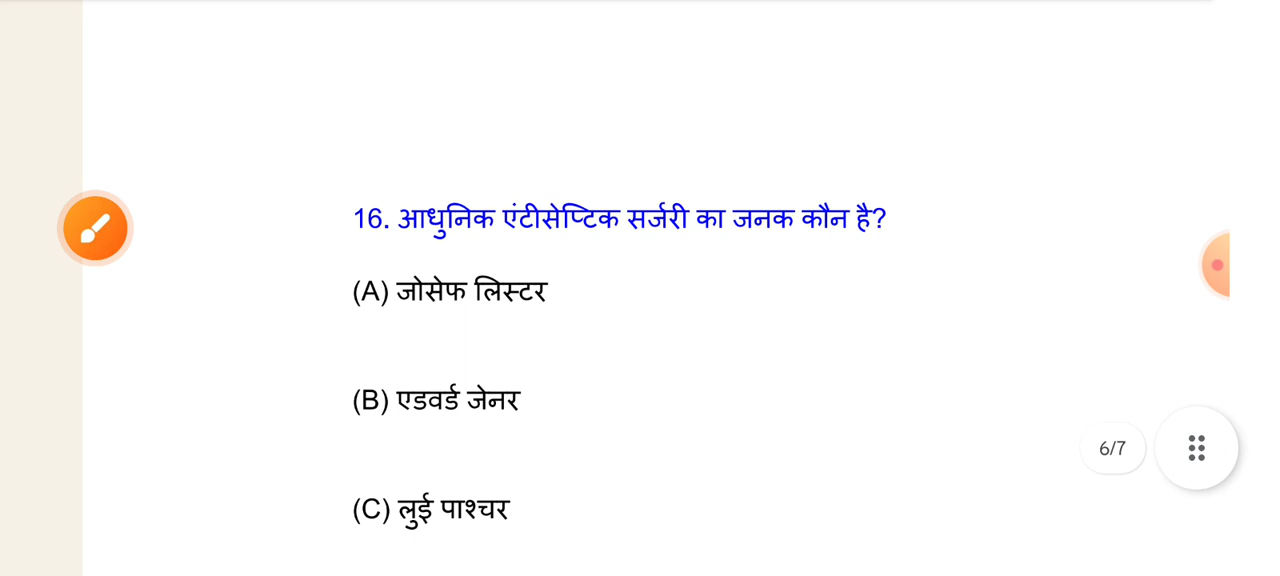 16. आधुनिक एंटीसेप्टिक सर्जरी का जनक कौन है?
(A) जोसेफ लिस्टर
(B) एडवर्ड जेनर
6/7
(C) लुई पाश्चर